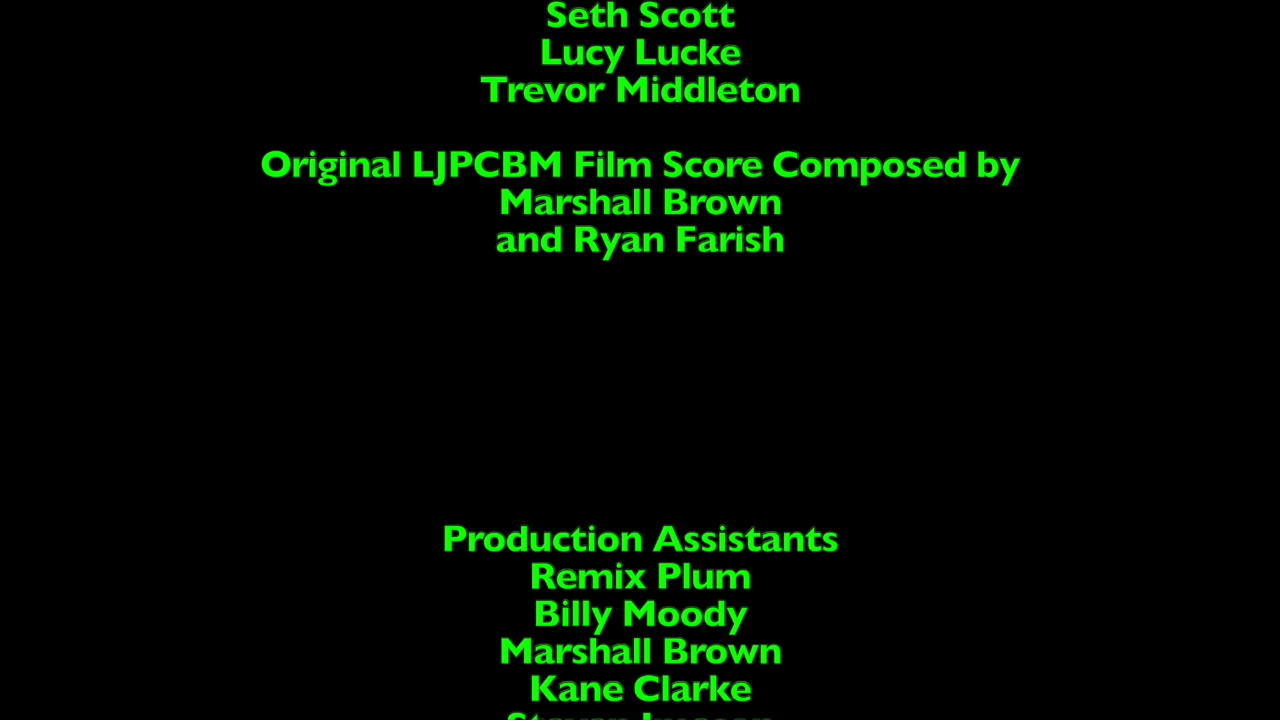 Seth Scott
Lucy Lucke
Trevor Middleton
Original LJPCBM Film Score Composed by
Marshall Brown
and Ryan Farish
Production Assistants
Remix Plum
Billy Moody
Marshall Brown
Kane Clarke